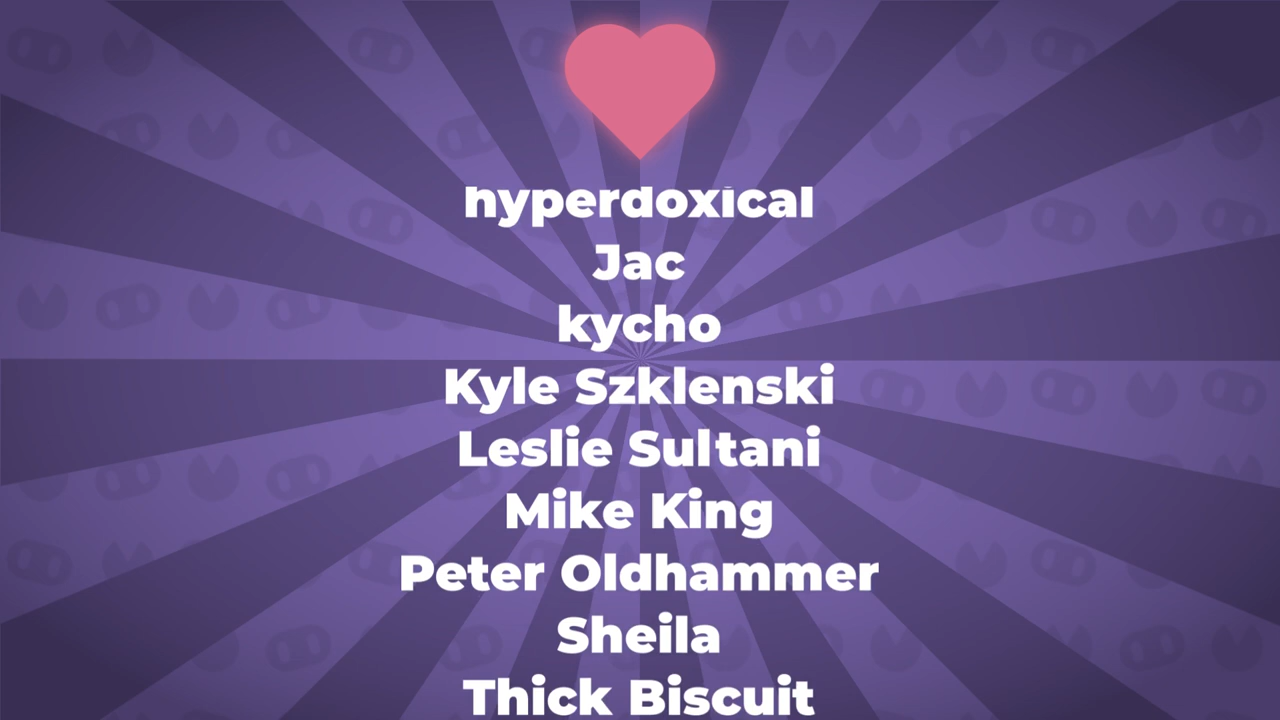 hyperdoxical
Jac
kycho
Kyle Szklenski
Leslie Sultani
Mike King
Peter Oldhammer
Sheila
Thick Biscuit